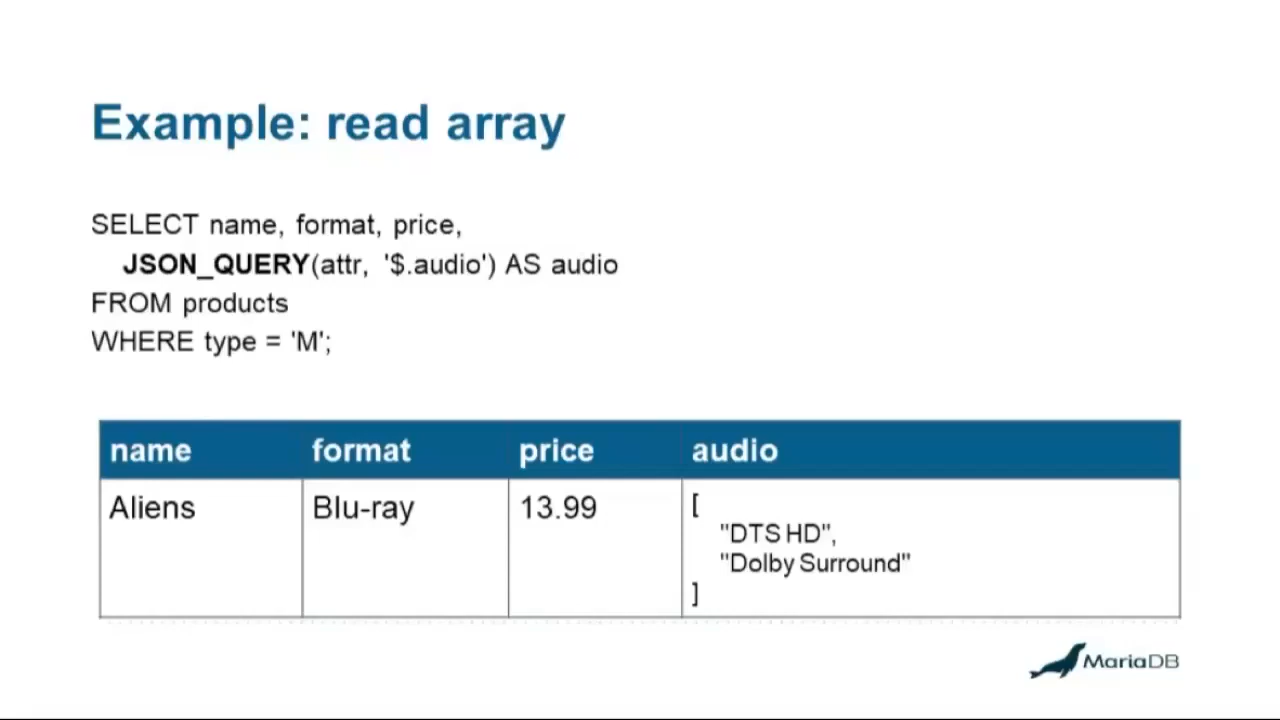 Example: read array
SELECT name, format, price,
JSON_QUERY(attr, '$.audio') AS audio
FROM products
WHERE type = 'M';
name format price audio
Aliens Blu-ray 13.99 [
"DTS HD",
"Dolby Surround"
]
MariaDB